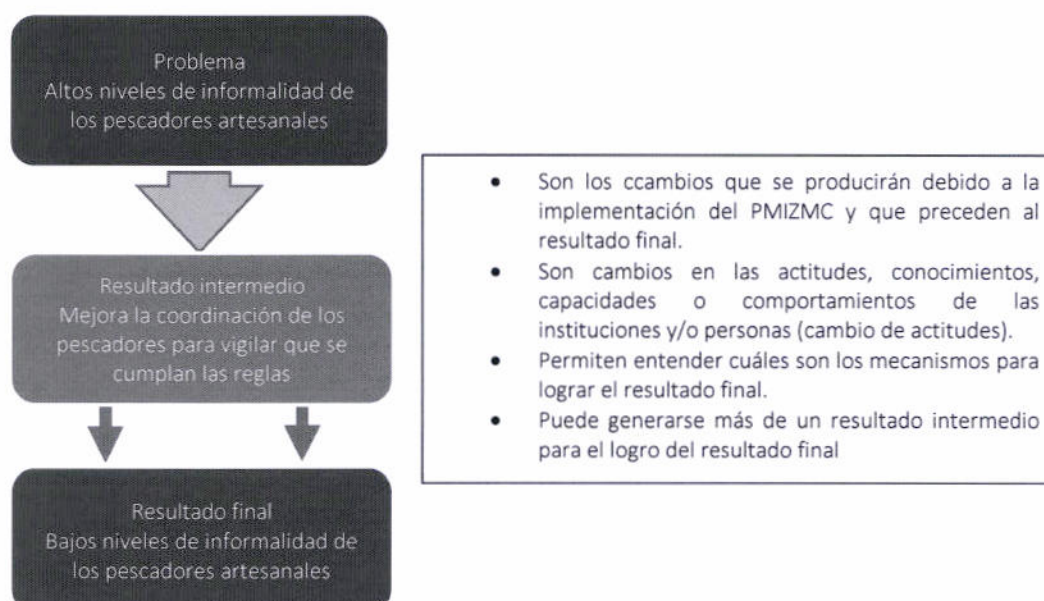 Problema
Altos niveles de informalidad de
los pescadores artesanales
Resultado intermedio
Mejora la coordinación de los
pescadores para vigilar que se
cumplan las reglas
Resultado final
Bajos niveles de informalidad de
los pescadores artesanales
• Son los ccambios que se producirán debido a la
implementación del PMIZMC y que preceden al
resultado final.
• Son cambios en las actitudes, conocimientos,
capacidades o comportamientos de las
instituciones y/o personas (cambio de actitudes).
• Permiten entender cuáles son los mecanismos para
lograr el resultado final.
• Puede generarse más de un resultado intermedio
para el logro del resultado final